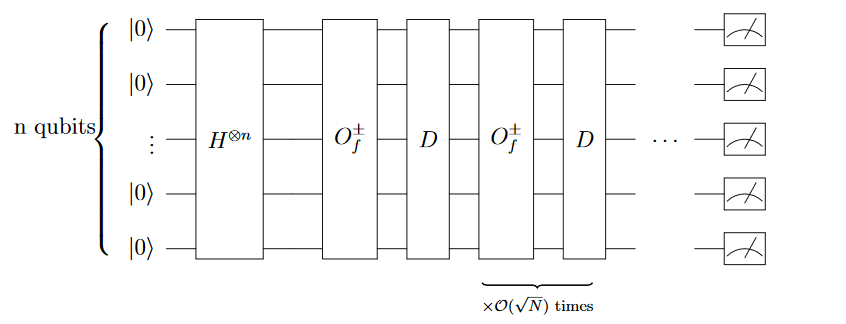 |0⟩
|0⟩
n qubits
⋮
H^{⊗n}
O_f^±
D
O_f^±
D
⋯
|0⟩
|0⟩
×𝒪(√N) times